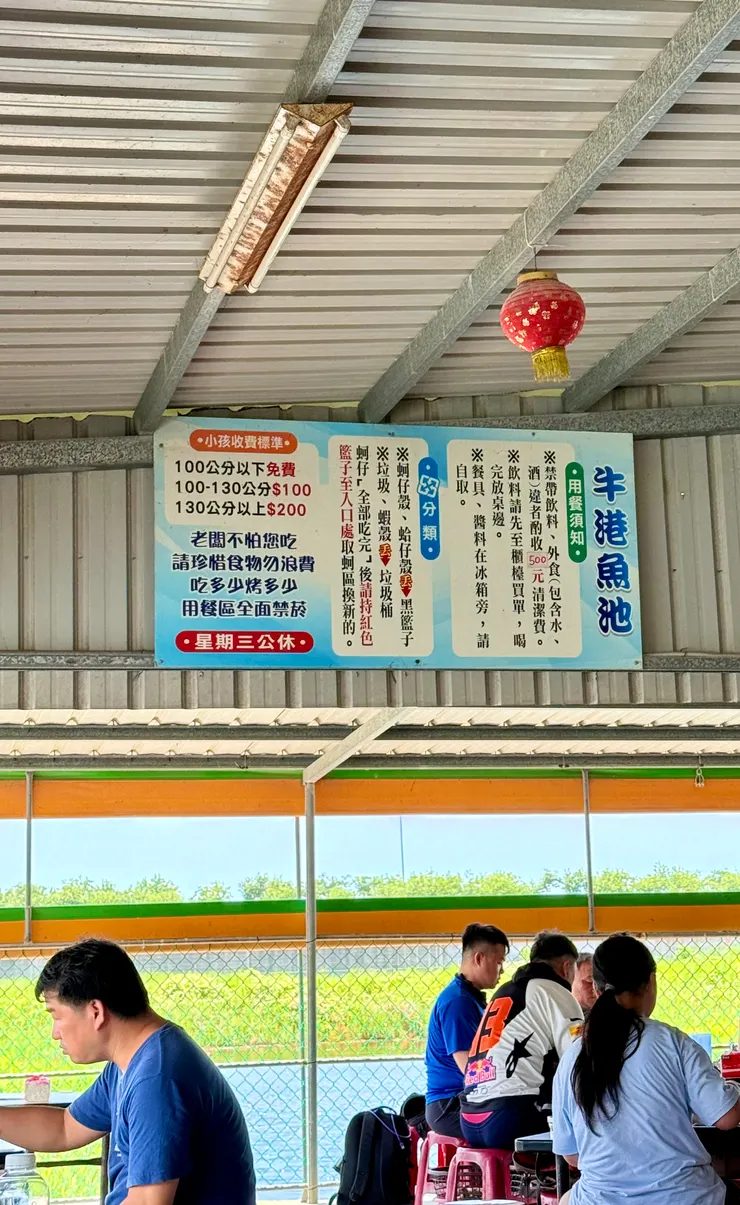 牛港魚池
用餐須知
※禁帶飲料、外食(包含水、
酒)違者酌收500元清潔費。
※飲料請先至櫃檯買單,喝
完放桌邊。
※餐具、醬料在冰箱旁,請
自取。
分類
※蚵仔殼、蛤仔殼丟黑籃子
※垃圾、蝦殼丟垃圾桶
蚵仔「全部吃完」後請持紅色
籃子至入口處取蚵區換新的。
•小孩收費標準•
100公分以下免費
100-130公分$100
130公分以上$200
老闆不怕您吃
請珍惜食物勿浪費
吃多少烤多少
用餐區全面禁菸
•星期三公休•
Red Bull